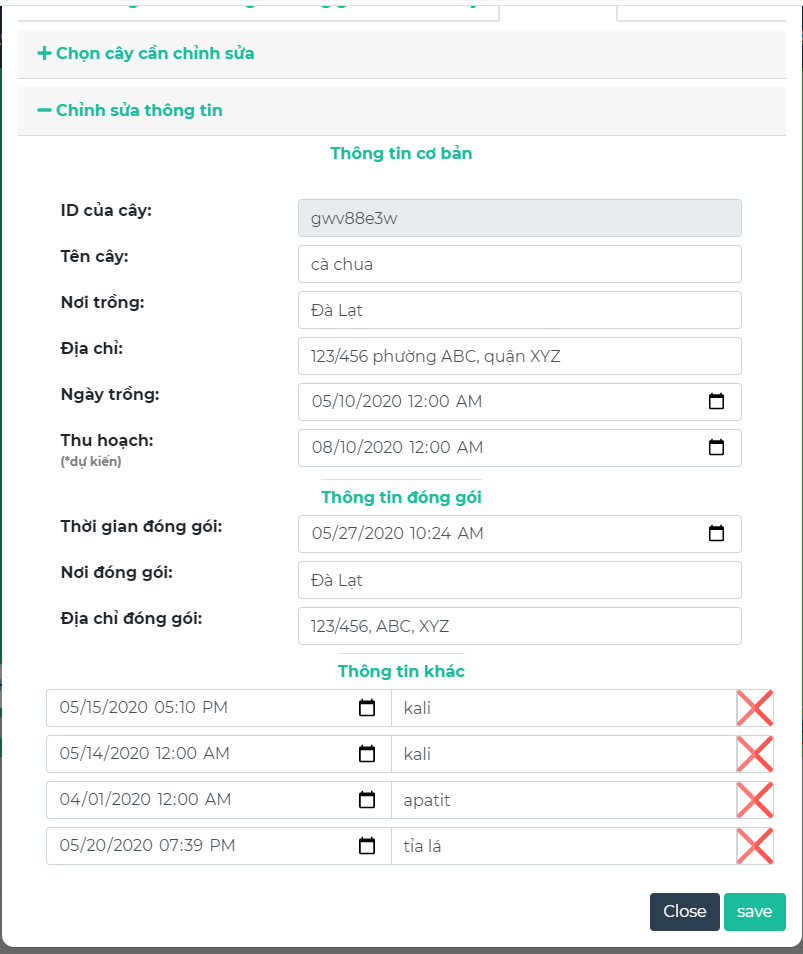 Chọn cây cần chỉnh sửa
Chỉnh sửa thông tin
Thông tin cơ bản
ID của cây:
gwv88e3w
Tên cây:
cà chua
Nơi trồng:
Đà Lạt
Địa chỉ:
123/456 phường ABC, quận XYZ
Ngày trồng:
05/10/2020 12:00 AM
Thu hoạch:
08/10/2020 12:00 AM
(*dự kiến)
Thông tin đóng gói
Thời gian đóng gói:
05/27/2020 10:24 AM
Nơi đóng gói:
Đà Lạt
Địa chỉ đóng gói:
123/456, ABC, XYZ
Thông tin khác
05/15/2020 05:10 PM kali
05/14/2020 12:00 AM kali
04/01/2020 12:00 AM apatit
05/20/2020 07:39 PM tỉa lá
Close save